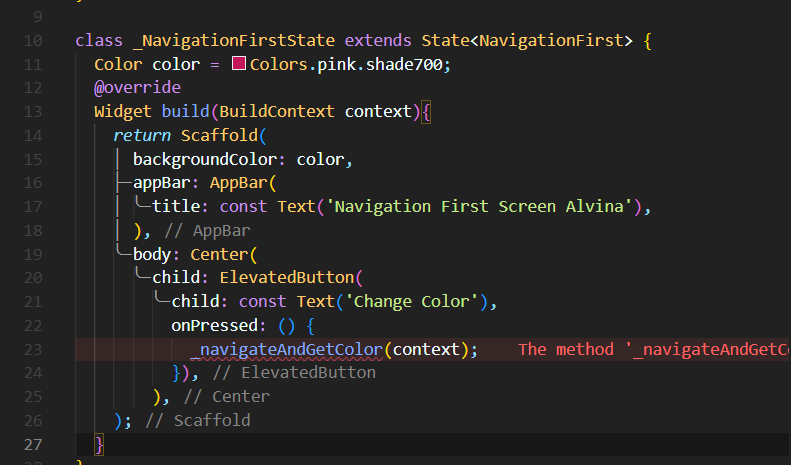 9
10 class _NavigationFirstState extends State<NavigationFirst> {
11 Color color = Colors.pink.shade700;
12 @override
13 Widget build(BuildContext context){
14 return Scaffold(
15 backgroundColor: color,
16 appBar: AppBar(
17 title: const Text('Navigation First Screen Alvina'),
18 ), // AppBar
19 body: Center(
20 child: ElevatedButton(
21 child: const Text('Change Color'),
22 onPressed: () {
23 _navigateAndGetColor(context); The method '_navigateAndGetC
24 }), // ElevatedButton
25 ), // Center
26 ); // Scaffold
27 }